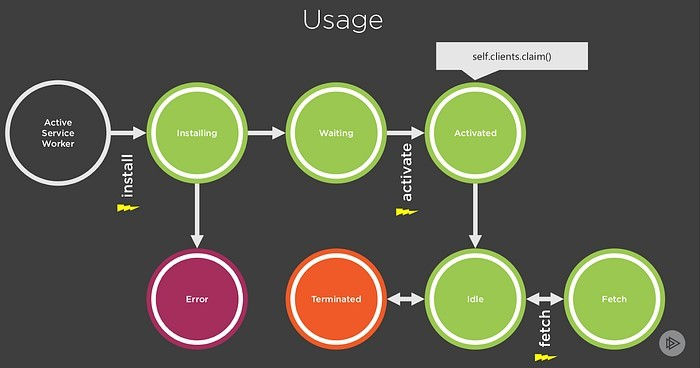 Usage
self.clients.claim()
Active
Service
Worker
Installing
Waiting
Activated
install
activate
Error
Terminated
Idle
Fetch
fetch